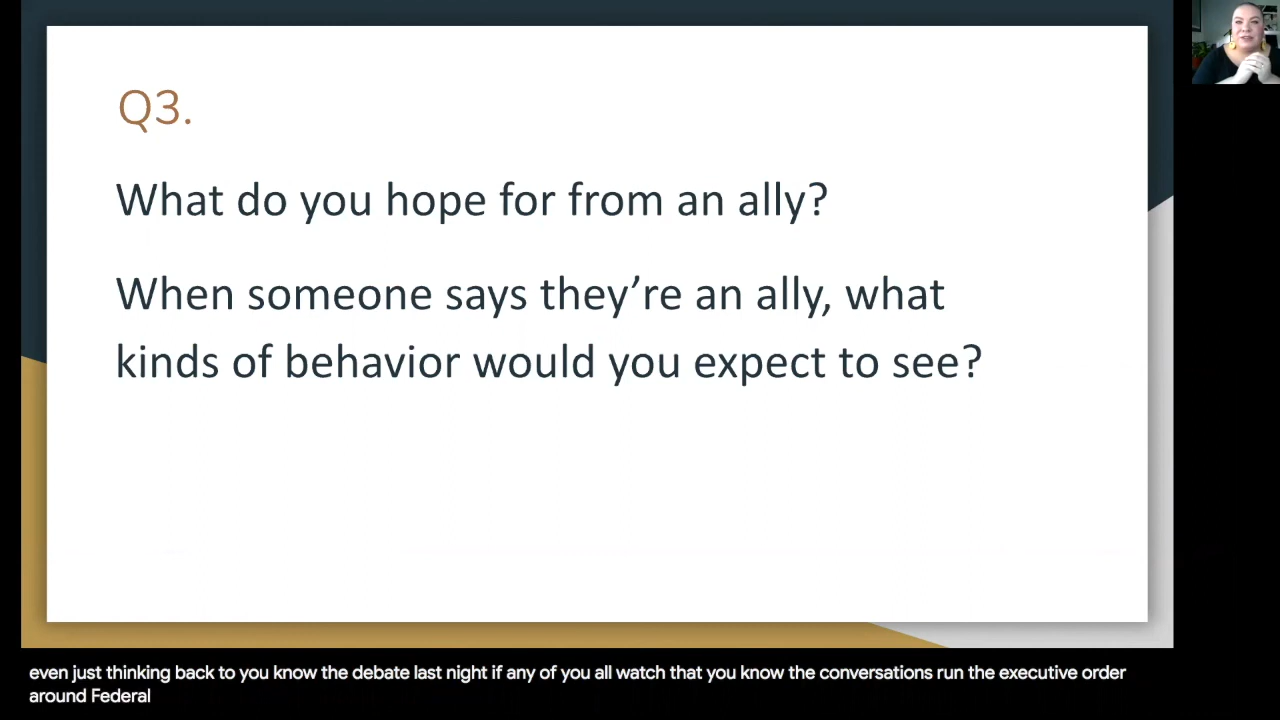 Q3.
What do you hope for from an ally?
When someone says they’re an ally, what
kinds of behavior would you expect to see?
even just thinking back to you know the debate last night if any of you all watch that you know the conversations run the executive order
around Federal